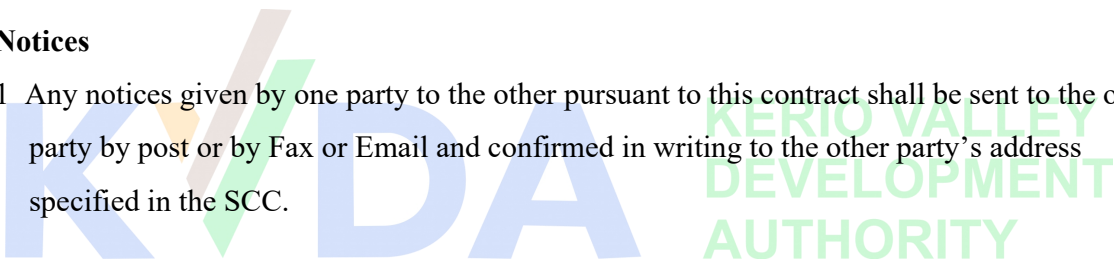 Notices
1 Any notices given by one party to the other pursuant to this contract shall be sent to the o
party by post or by Fax or Email and confirmed in writing to the other party’s address
specified in the SCC.
KVDA
KERIO VALLEY
DEVELOPMENT
AUTHORITY